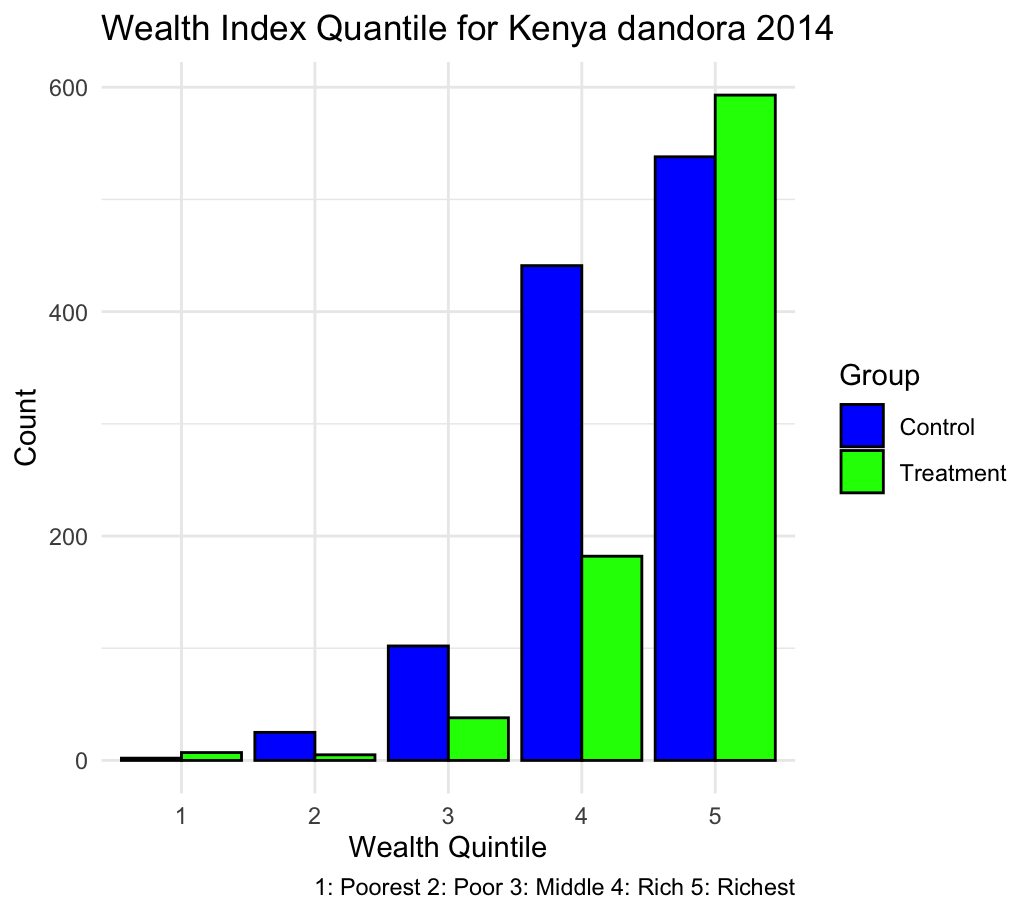 Wealth Index Quantile for Kenya dandora 2014
600
400
200
0
Count
1 2 3 4 5
Wealth Quintile
1: Poorest 2: Poor 3: Middle 4: Rich 5: Richest
Group
Control
Treatment